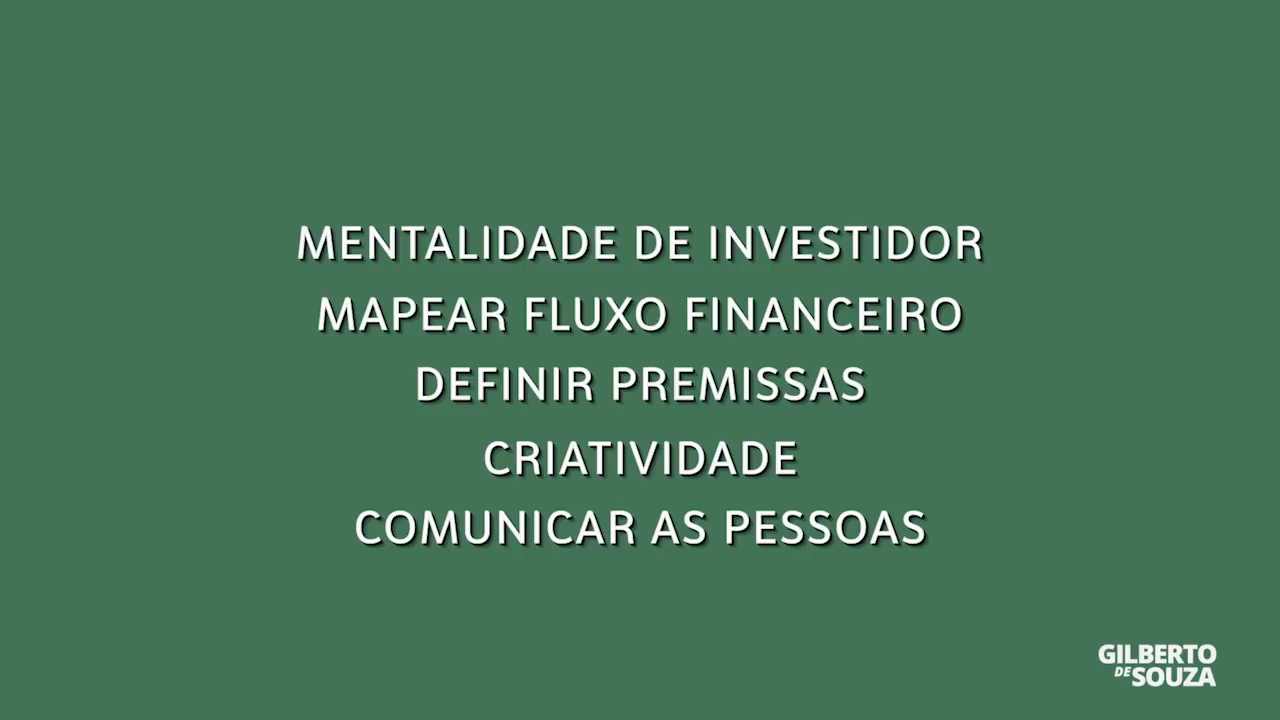 MENTALIDADE DE INVESTIDOR
MAPEAR FLUXO FINANCEIRO
DEFINIR PREMISSAS
CRIATIVIDADE
COMUNICAR AS PESSOAS
GILBERTO
DE SOUZA